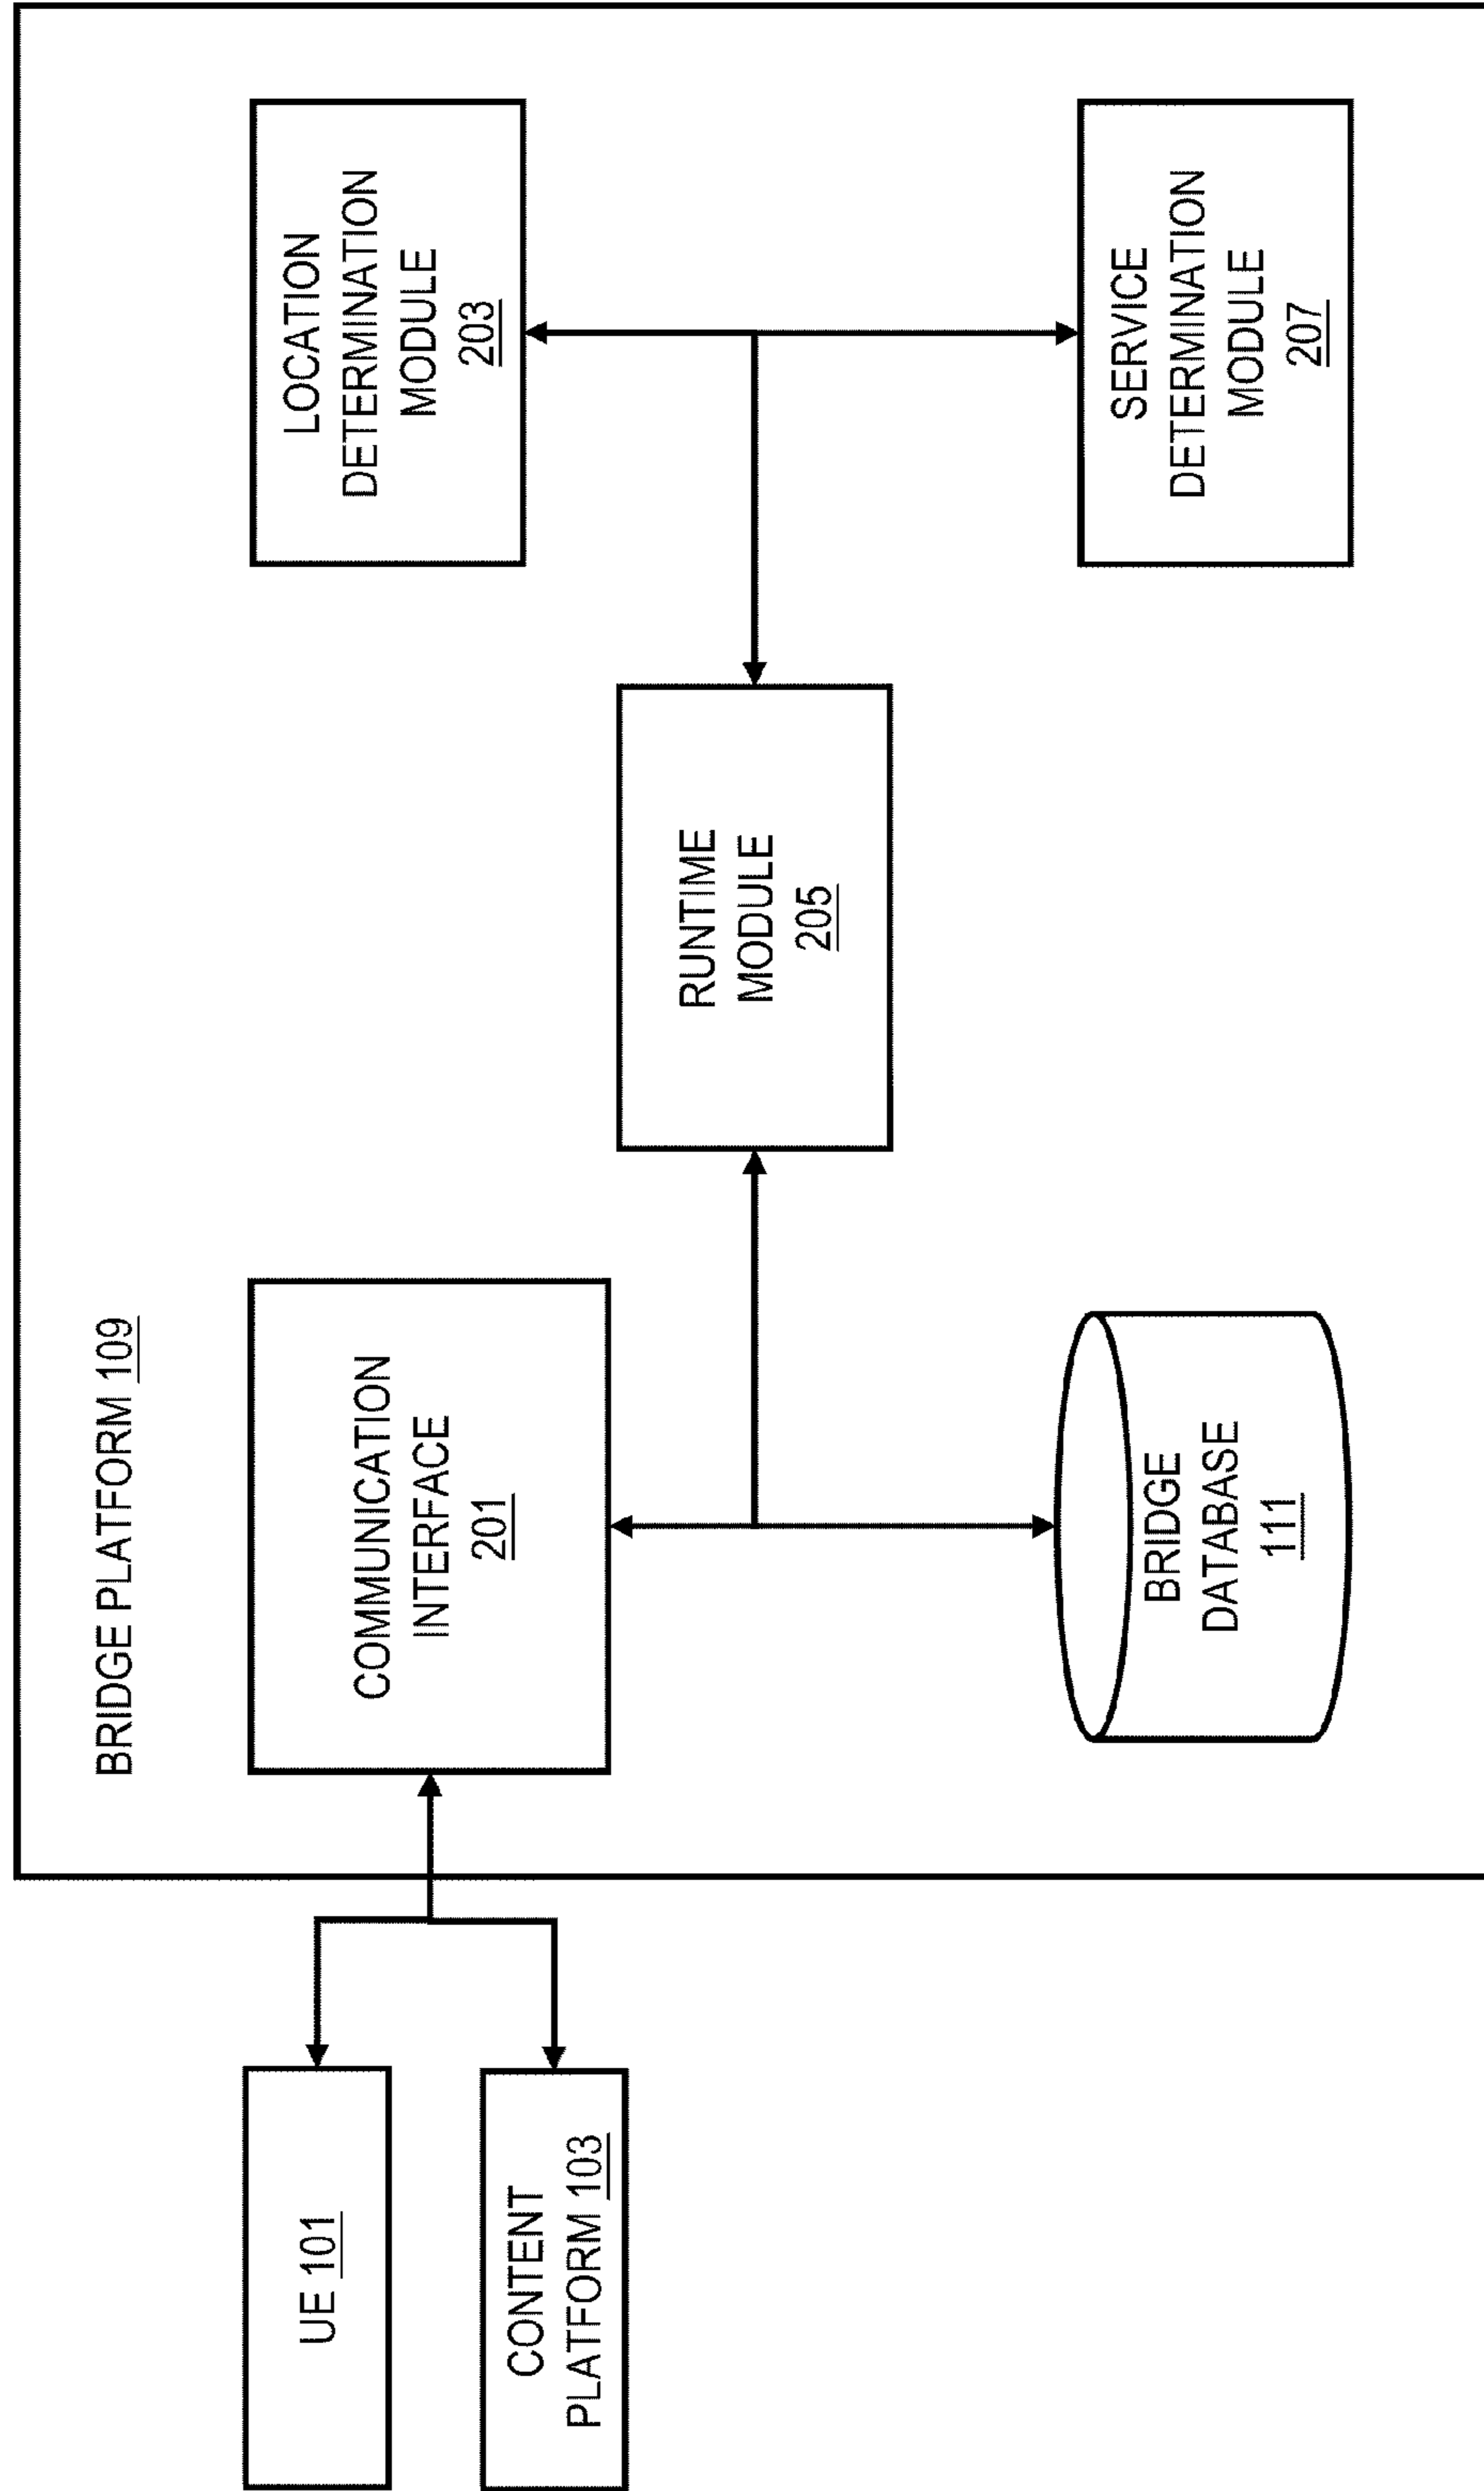 BRIDGE PLATFORM 109
UE 101
CONTENT
PLATFORM 103
COMMUNICATION
INTERFACE
201
BRIDGE
DATABASE
111
RUNTIME
MODULE
205
LOCATION
DETERMINATION
MODULE
203
SERVICE
DETERMINATION
MODULE
207